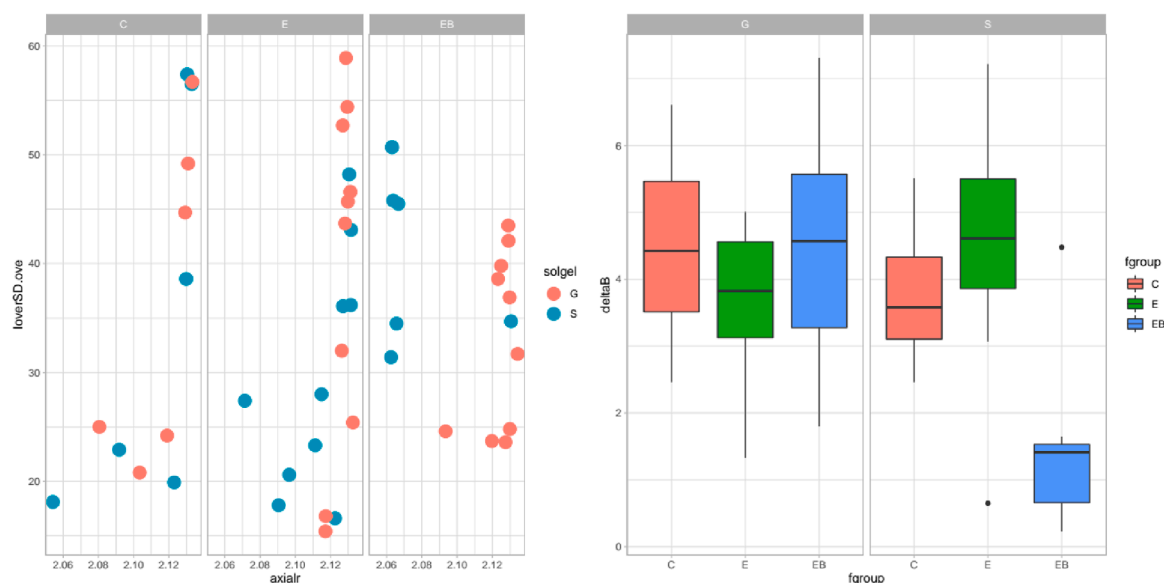 C E EB
60
50
40
30
20
loverSD.ove
2.06 2.08 2.10 2.12 2.06 2.08 2.10 2.12 2.06 2.08 2.10 2.12
axialr
solgel
G
S
G S
6
4
2
0
deltaB
C E EB C E EB
fgroup
fgroup
C
E
EB